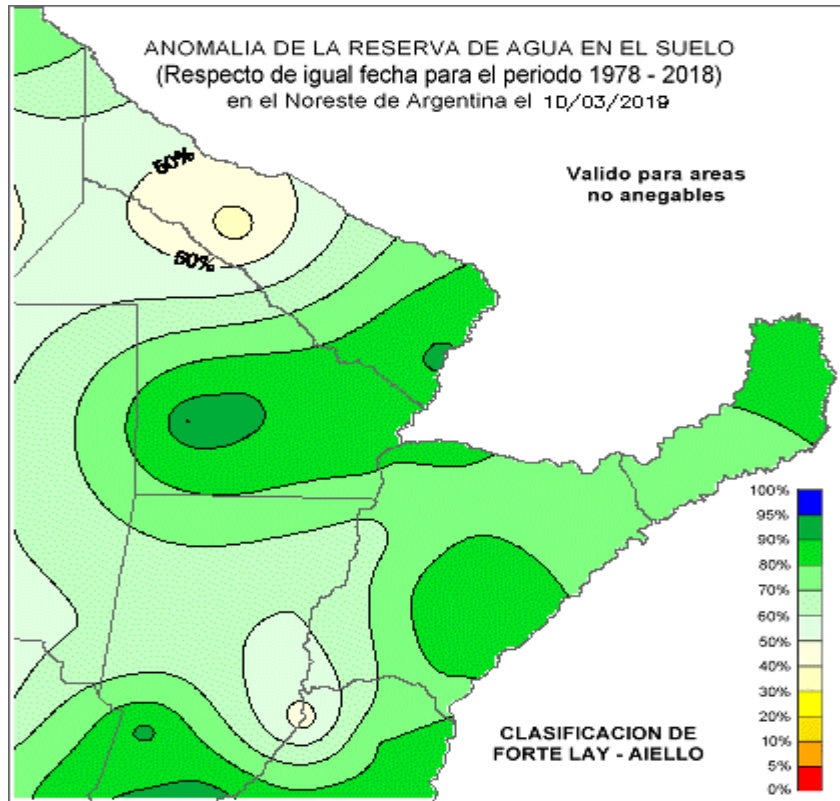 ANOMALIA DE LA RESERVA DE AGUA EN EL SUELO
(Respecto de igual fecha para el periodo 1978 - 2018)
en el Noreste de Argentina el 10/03/2019
Valido para areas
no anegables
50%
50%
100%
95%
90%
80%
70%
60%
50%
40%
30%
20%
10%
5%
0%
CLASIFICACION DE
FORTE LAY - AIELLO